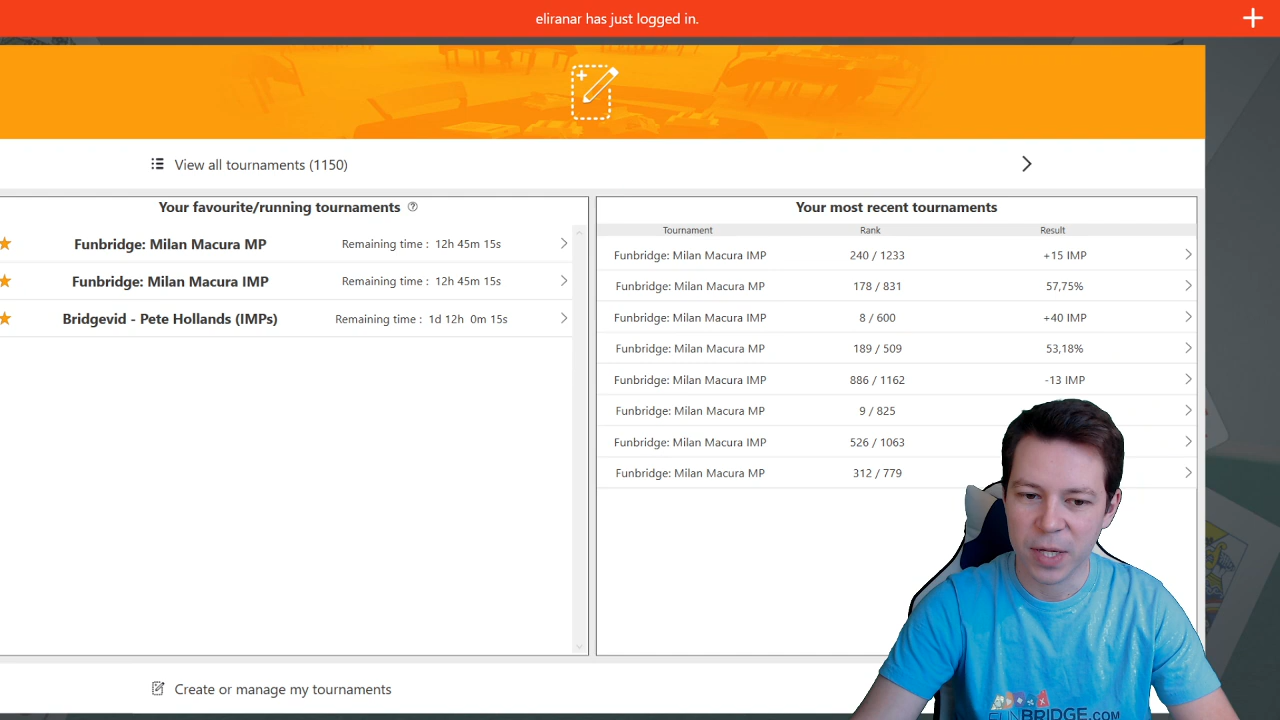 eliranar has just logged in.
View all tournaments (1150)
Your favourite/running tournaments ?
Funbridge: Milan Macura MP Remaining time : 12h 45m 15s
Funbridge: Milan Macura IMP Remaining time : 12h 45m 15s
Bridgevid - Pete Hollands (IMPs) Remaining time : 1d 12h 0m 15s
Your most recent tournaments
Tournament Rank Result
Funbridge: Milan Macura IMP 240 / 1233 +15 IMP
Funbridge: Milan Macura MP 178 / 831 57,75%
Funbridge: Milan Macura IMP 8 / 600 +40 IMP
Funbridge: Milan Macura MP 189 / 509 53,18%
Funbridge: Milan Macura IMP 886 / 1162 -13 IMP
Funbridge: Milan Macura MP 9 / 825
Funbridge: Milan Macura IMP 526 / 1063
Funbridge: Milan Macura MP 312 / 779
Create or manage my tournaments
FUNBRIDGE.COM